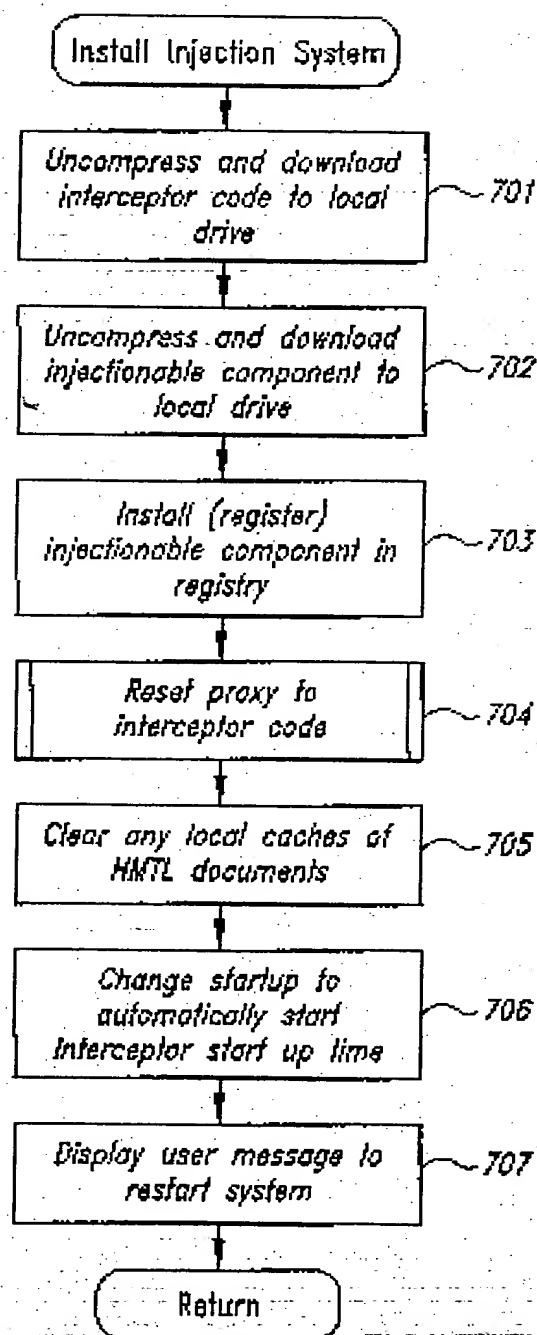 Install Injection System
Uncompress and download
interceptor code to local
drive
701
Uncompress and download
injectionable component to
local drive
702
Install (register)
injectionable component in
registry
703
Reset proxy to
interceptor code
704
Clear any local caches of
HMTL documents
705
Change startup to
automatically start
Interceptor start up time
706
Display user message to
restart system
707
Return